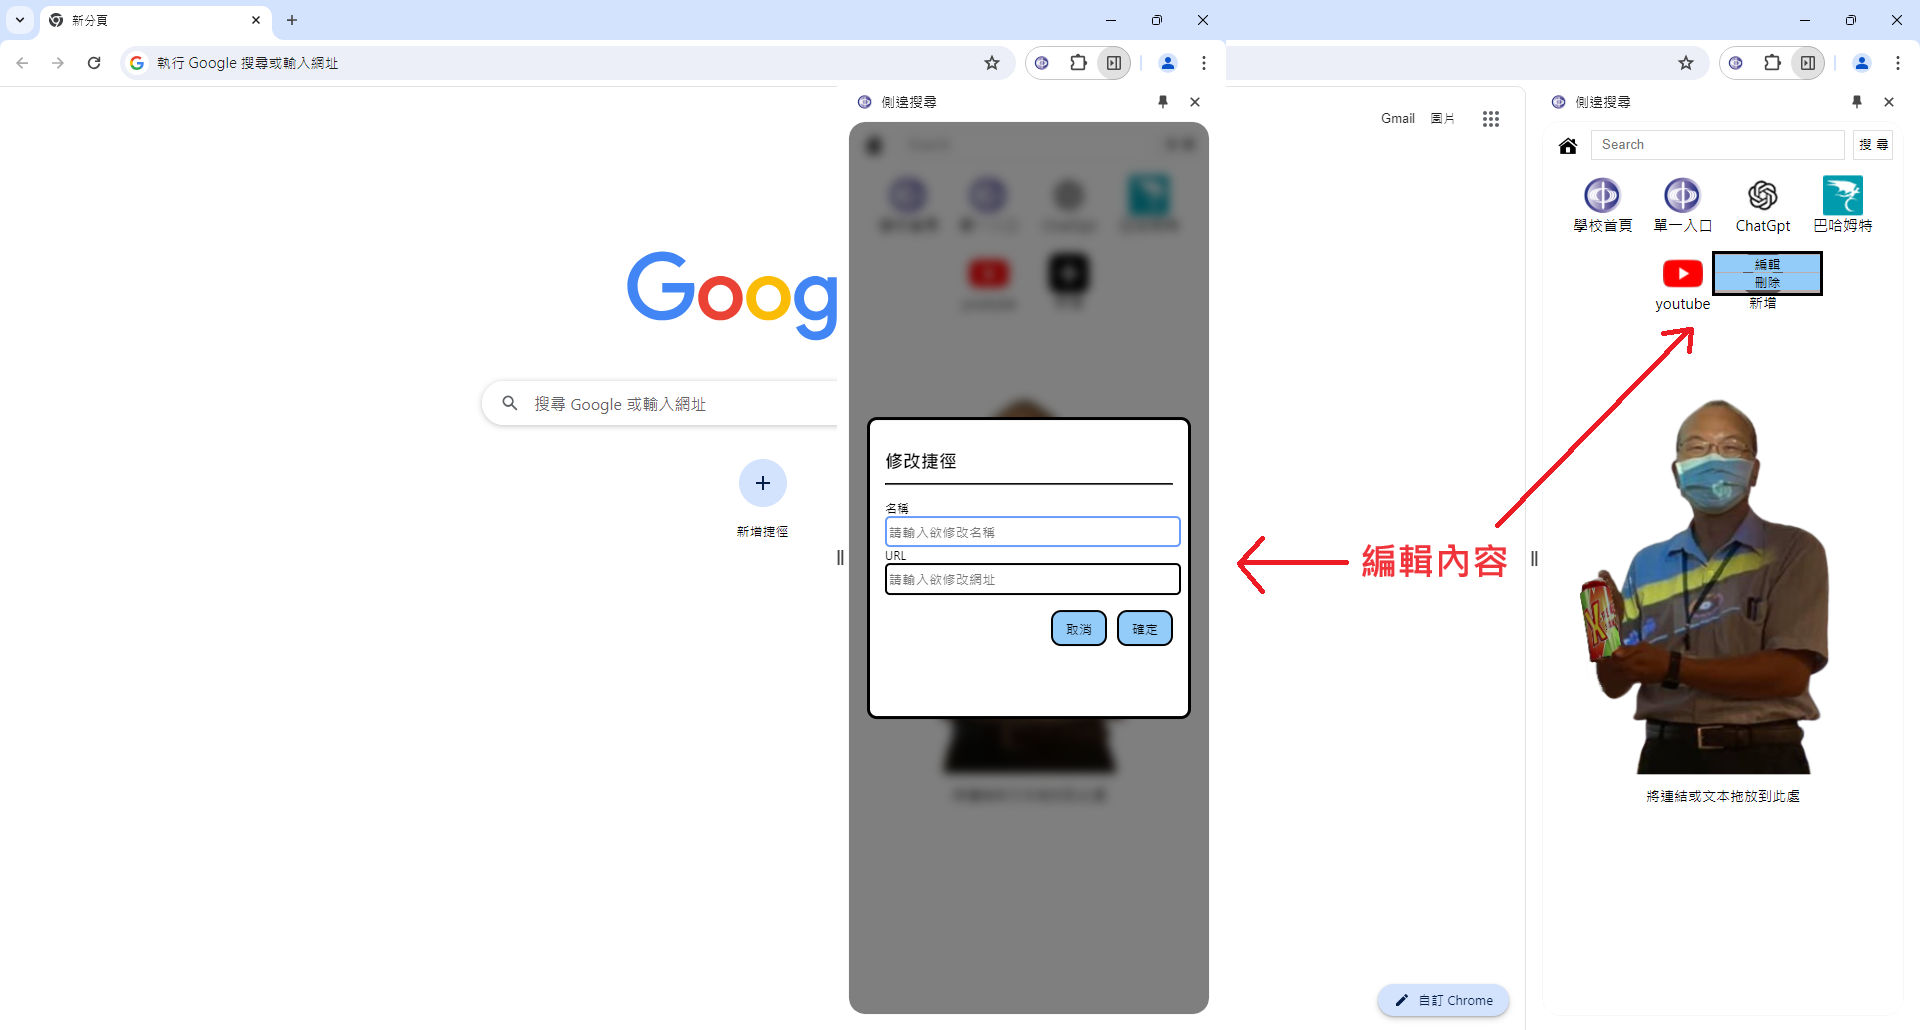 新分頁
執行 Google 搜尋或輸入網址
側邊搜尋
Goog
搜尋 Google 或輸入網址
新增捷徑
修改捷徑
名稱
請輸入欲修改名稱
URL
請輸入欲修改網址
取消 確定
編輯內容
Gmail 圖片
自訂 Chrome
側邊搜尋
Search 搜 尋
學校首頁 單一入口 ChatGpt 巴哈姆特
編輯
刪除
youtube 新增
將連結或文本拖放到此處